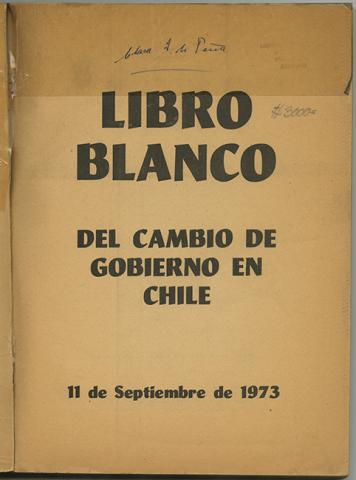 LIBRO
BLANCO
DEL CAMBIO DE
GOBIERNO EN
CHILE
11 de Septiembre de 1973